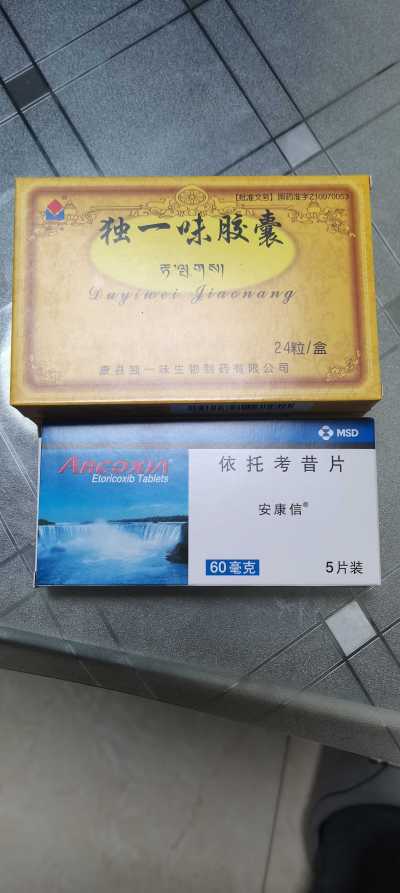 【批准文号】国药准字Z10970053
独一味胶囊
Duyiwei Jiaonang
24粒/盒
康县独一味生物制药有限公司
MSD
ARCOXIA®
Etoricoxib Tablets
依托考昔片
安康信®
60毫克
5片装